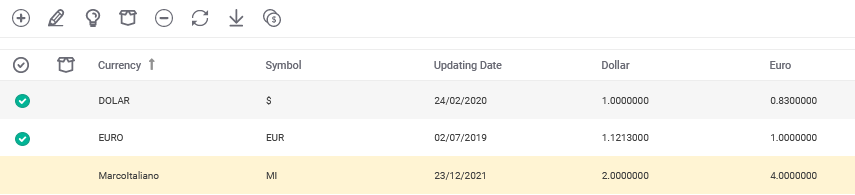 Currency Symbol Updating Date Dollar Euro
DOLAR $ 24/02/2020 1.0000000 0.8300000
EURO EUR 02/07/2019 1.1213000 1.0000000
MarcoItaliano MI 23/12/2021 2.0000000 4.0000000